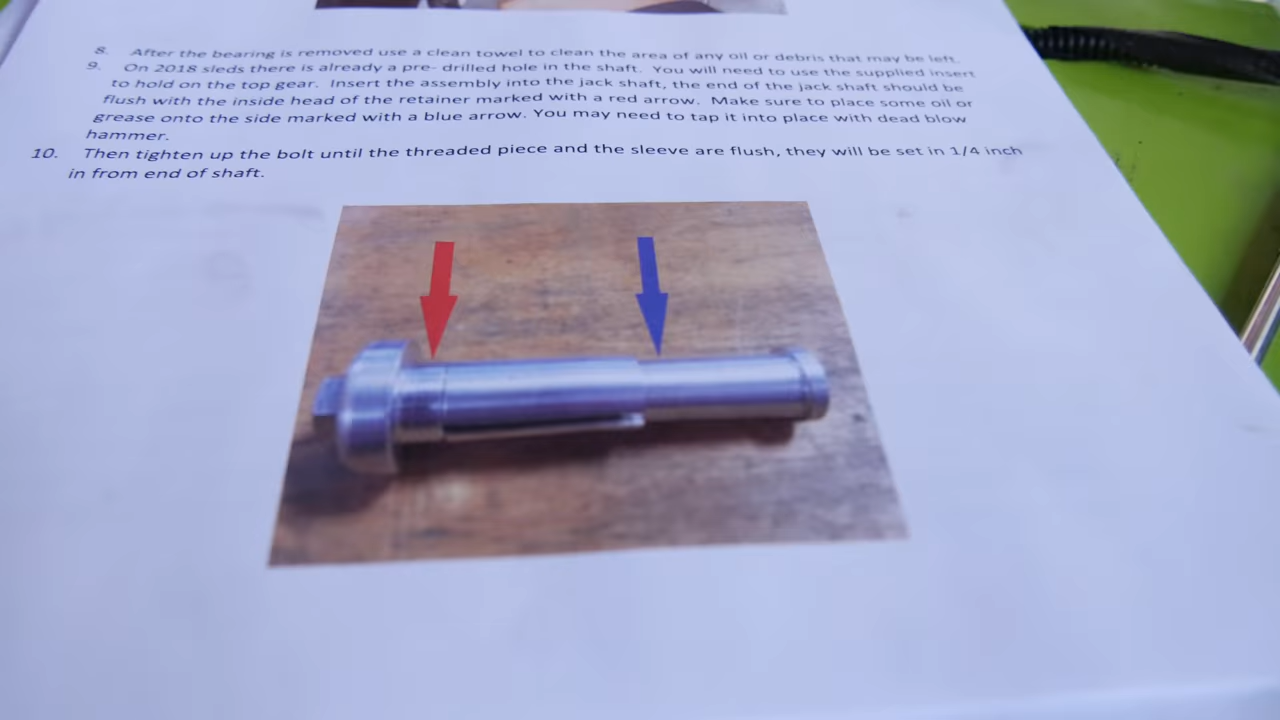 8. After the bearing is removed use a clean towel to clean the area of any oil or debris that may be left.
9. On 2018 sleds there is already a pre- drilled hole in the shaft. You will need to use the supplied insert
to hold on the top gear. Insert the assembly into the jack shaft, the end of the jack shaft should be
flush with the inside head of the retainer marked with a red arrow. Make sure to place some oil or
grease onto the side marked with a blue arrow. You may need to tap it into place with dead blow
hammer.
10. Then tighten up the bolt until the threaded piece and the sleeve are flush, they will be set in 1/4 inch
in from end of shaft.